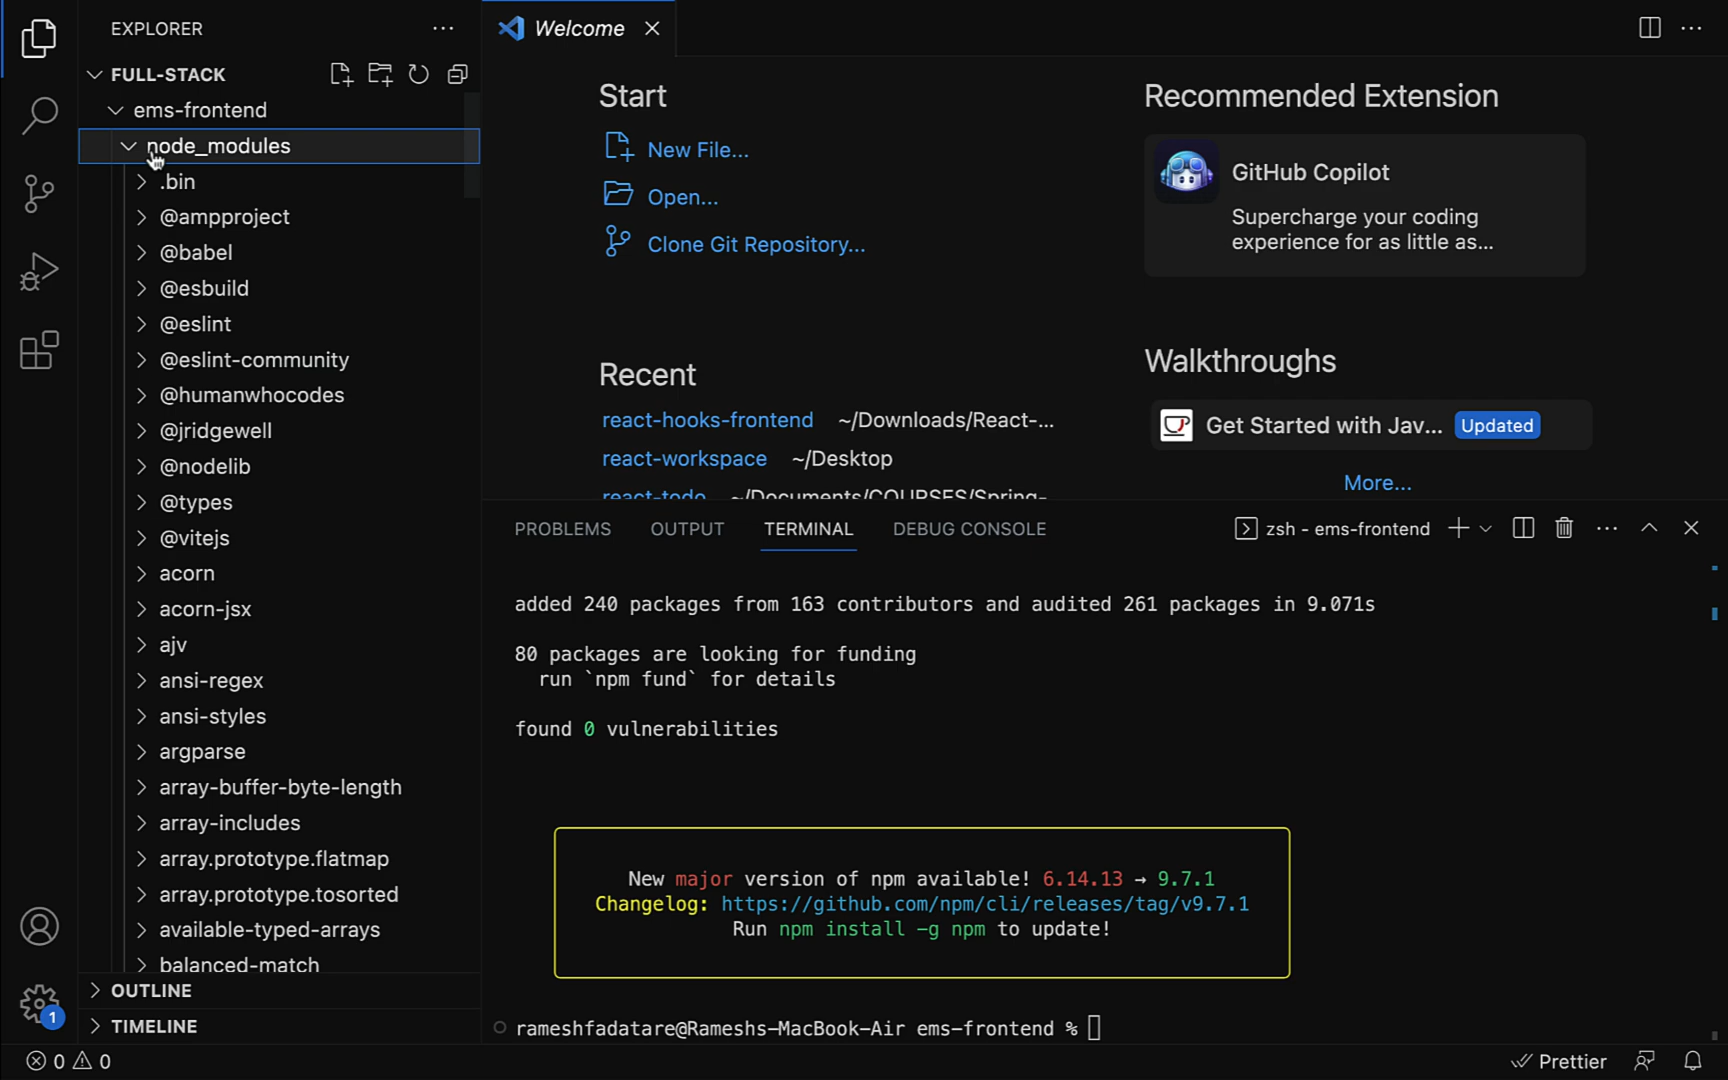 EXPLORER
FULL-STACK
ems-frontend
node_modules
.bin
@ampproject
@babel
@esbuild
@eslint
@eslint-community
@humanwhocodes
@jridgewell
@nodelib
@types
@vitejs
acorn
acorn-jsx
ajv
ansi-regex
ansi-styles
argparse
array-buffer-byte-length
array-includes
array.prototype.flatmap
array.prototype.tosorted
available-typed-arrays
balanced-match
OUTLINE
TIMELINE
1
0 0
Welcome
Start
New File...
Open...
Clone Git Repository...
Recent
react-hooks-frontend ~/Downloads/React-...
react-workspace ~/Desktop
react-todo ~/Documents/COURSES/Spring-
Recommended Extension
GitHub Copilot
Supercharge your coding
experience for as little as...
Walkthroughs
Get Started with Jav... Updated
More...
PROBLEMS OUTPUT TERMINAL DEBUG CONSOLE zsh - ems-frontend
added 240 packages from 163 contributors and audited 261 packages in 9.071s
80 packages are looking for funding
run `npm fund` for details
found 0 vulnerabilities
New major version of npm available! 6.14.13 → 9.7.1
Changelog: https://github.com/npm/cli/releases/tag/v9.7.1
Run npm install -g npm to update!
rameshfadatare@Rameshs-MacBook-Air ems-frontend %
Prettier